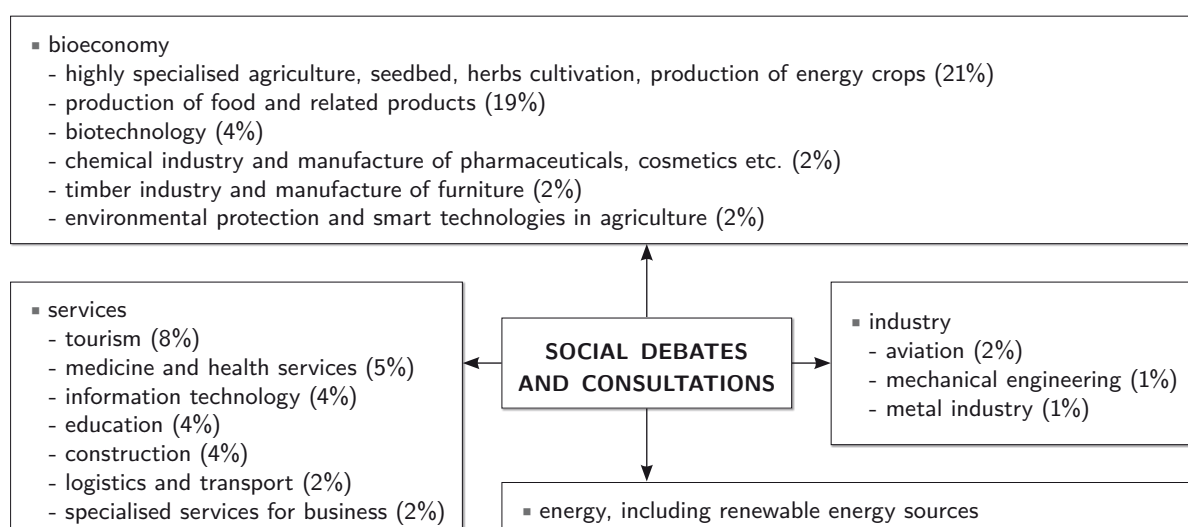 ▪ bioeconomy
- highly specialised agriculture, seedbed, herbs cultivation, production of energy crops (21%)
- production of food and related products (19%)
- biotechnology (4%)
- chemical industry and manufacture of pharmaceuticals, cosmetics etc. (2%)
- timber industry and manufacture of furniture (2%)
- environmental protection and smart technologies in agriculture (2%)
▪ services
- tourism (8%)
- medicine and health services (5%)
- information technology (4%)
- education (4%)
- construction (4%)
- logistics and transport (2%)
- specialised services for business (2%)
SOCIAL DEBATES
AND CONSULTATIONS
▪ industry
- aviation (2%)
- mechanical engineering (1%)
- metal industry (1%)
▪ energy, including renewable energy sources